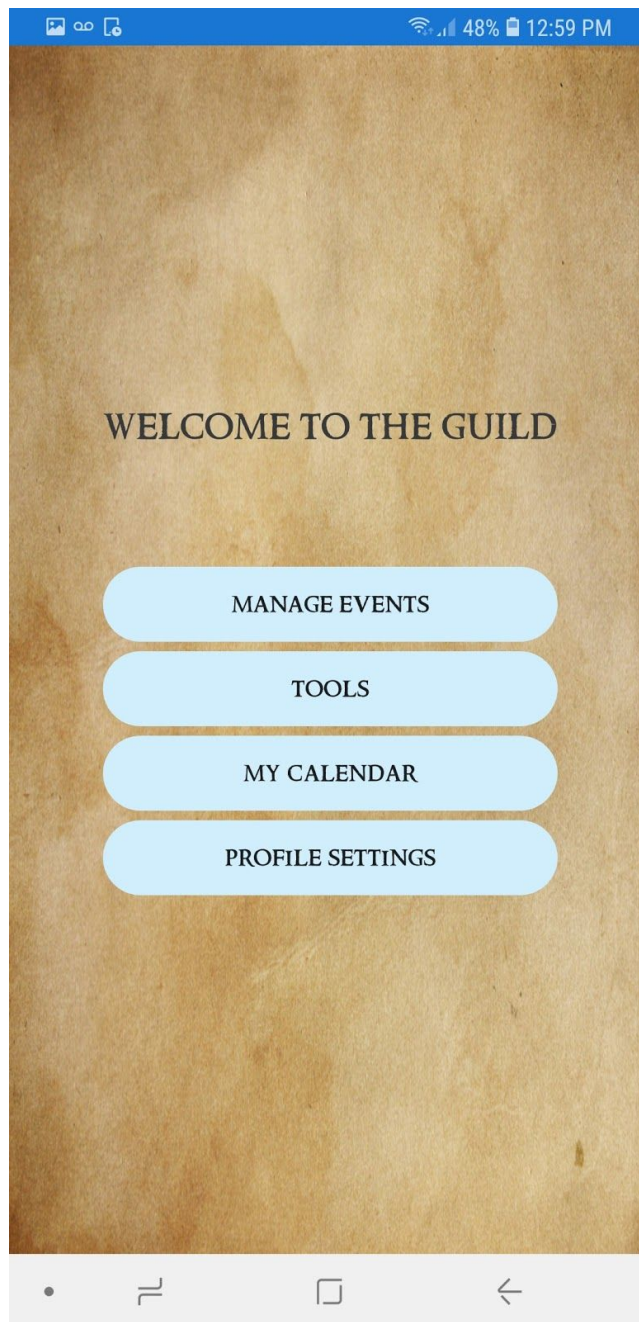 48% 12:59 PM
WELCOME TO THE GUILD
MANAGE EVENTS
TOOLS
MY CALENDAR
PROFILE SETTINGS